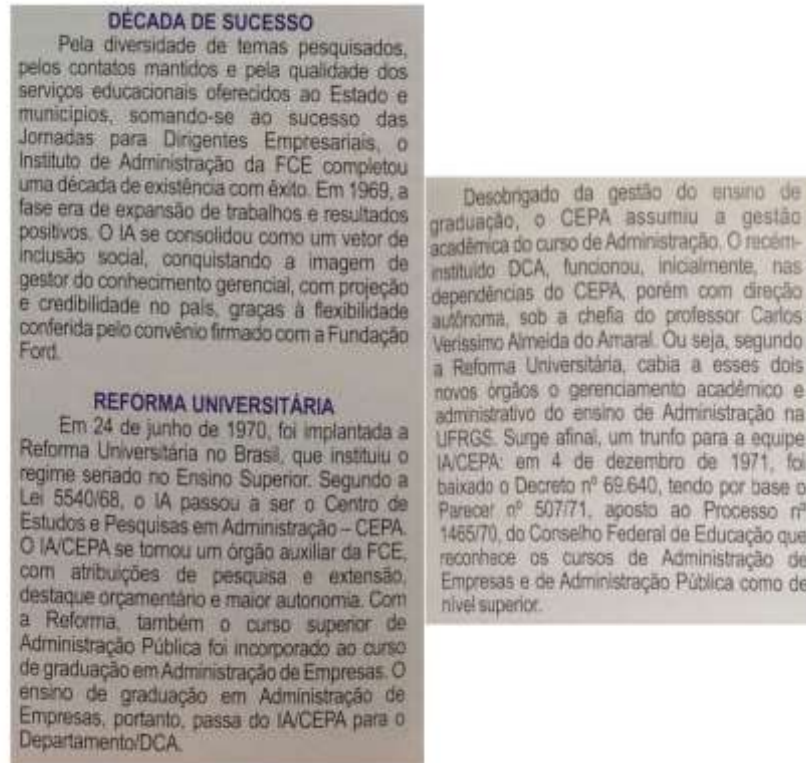 DÉCADA DE SUCESSO
Pela diversidade de temas pesquisados,
pelos contatos mantidos e pela qualidade dos
serviços educacionais oferecidos ao Estado e
municípios, somando-se ao sucesso das
Jornadas para Dirigentes Empresariais, o
Instituto de Administração da FCE completou
uma década de existência com êxito. Em 1969, a
fase era de expansão de trabalhos e resultados
positivos. O IA se consolidou como um vetor de
inclusão social, conquistando a imagem de
gestor do conhecimento gerencial, com projeção
e credibilidade no país, graças à flexibilidade
conferida pelo convênio firmado com a Fundação
Ford.
REFORMA UNIVERSITÁRIA
Em 24 de junho de 1970, foi implantada a
Reforma Universitária no Brasil, que instituiu o
regime seriado no Ensino Superior. Segundo a
Lei 5540/68, o IA passou a ser o Centro de
Estudos e Pesquisas em Administração – CEPA.
O IA/CEPA se tornou um órgão auxiliar da FCE,
com atribuições de pesquisa e extensão,
destaque orçamentário e maior autonomia. Com
a Reforma, também o curso superior de
Administração Pública foi incorporado ao curso
de graduação em Administração de Empresas. O
ensino de graduação em Administração de
Empresas, portanto, passa do IA/CEPA para o
Departamento/DCA.
Desobrigado da gestão do ensino de
graduação, o CEPA assumiu a gestão
acadêmica do curso de Administração. O recém-
instituído DCA, funcionou, inicialmente, nas
dependências do CEPA, porém com direção
autônoma, sob a chefia do professor Carlos
Veríssimo Almeida do Amaral. Ou seja, segundo
a Reforma Universitária, cabia a esses dois
novos órgãos o gerenciamento acadêmico e
administrativo do ensino de Administração na
UFRGS. Surge afinal, um trunfo para a equipe
IA/CEPA: em 4 de dezembro de 1971, foi
baixado o Decreto nº 69.640, tendo por base o
Parecer nº 507/71, aposto ao Processo nº
1465/70, do Conselho Federal de Educação que
reconhece os cursos de Administração de
Empresas e de Administração Pública como de
nível superior.